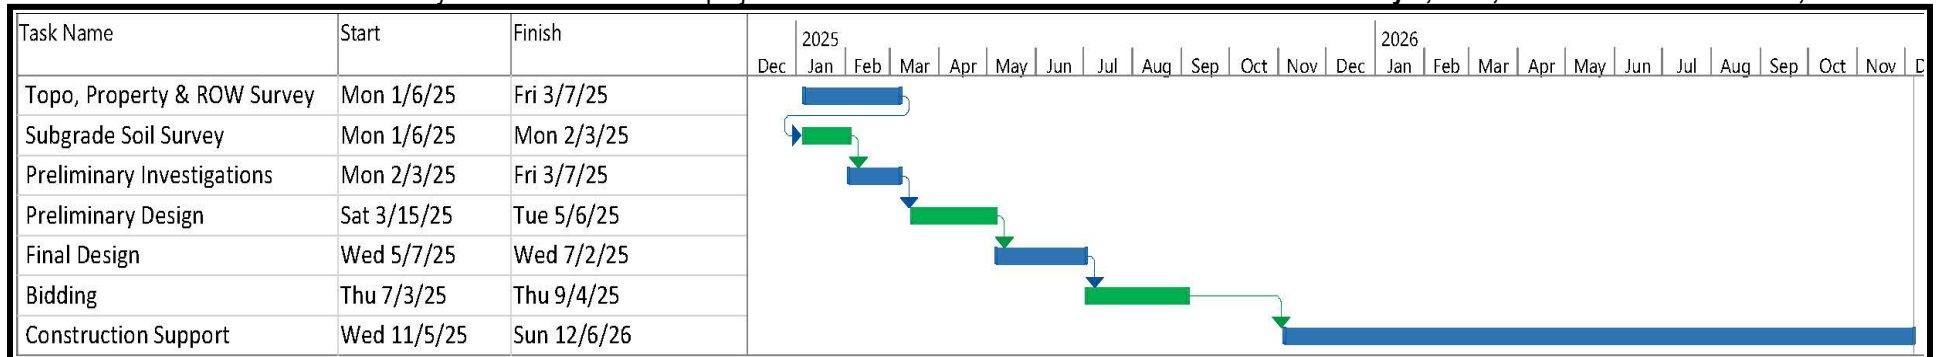 Task Name Start Finish 2025 2026
Dec Jan Feb Mar Apr May Jun Jul Aug Sep Oct Nov Dec Jan Feb Mar Apr May Jun Jul Aug Sep Oct Nov
Topo, Property & ROW Survey Mon 1/6/25 Fri 3/7/25
Subgrade Soil Survey Mon 1/6/25 Mon 2/3/25
Preliminary Investigations Mon 2/3/25 Fri 3/7/25
Preliminary Design Sat 3/15/25 Tue 5/6/25
Final Design Wed 5/7/25 Wed 7/2/25
Bidding Thu 7/3/25 Thu 9/4/25
Construction Support Wed 11/5/25 Sun 12/6/26